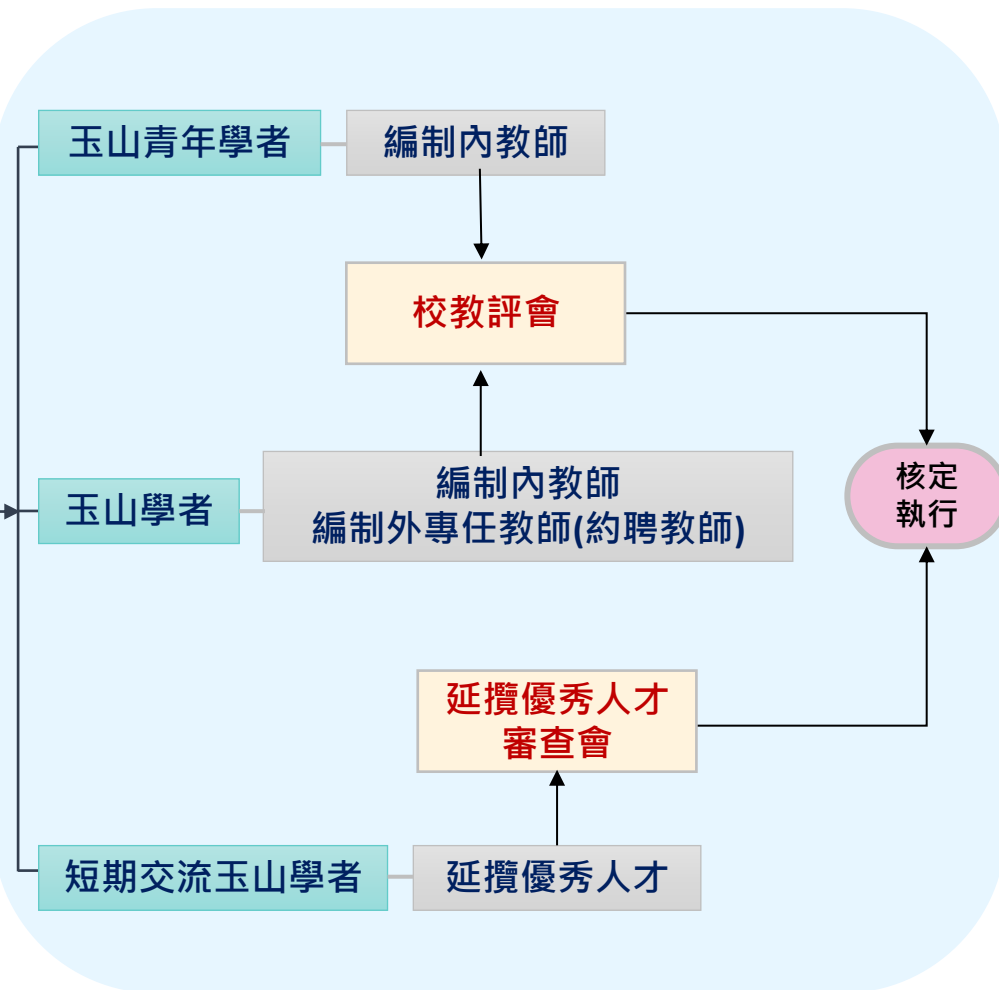 玉山青年學者
編制內教師
校教評會
玉山學者
編制內教師
編制外專任教師(約聘教師)
核定
執行
延攬優秀人才
審查會
短期交流玉山學者
延攬優秀人才